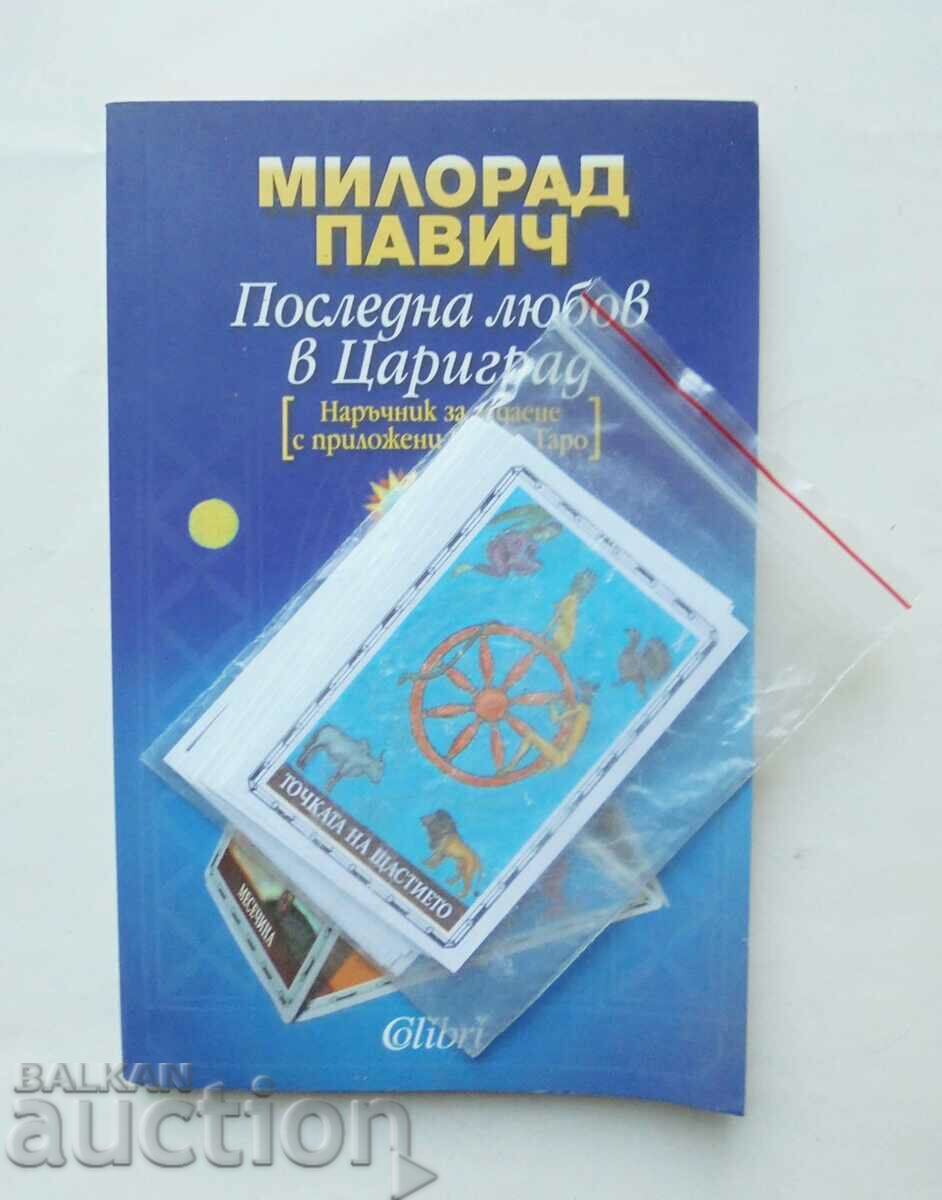 МИЛОРАД
ПАВИЧ
Последна любов
в Цариград
[ Наръчник за
с приложени Таро ]
ТОЧКАТА НА ЩАСТИЕТО
МЕСЕЧИНА
Colibri
BALKAN
auction